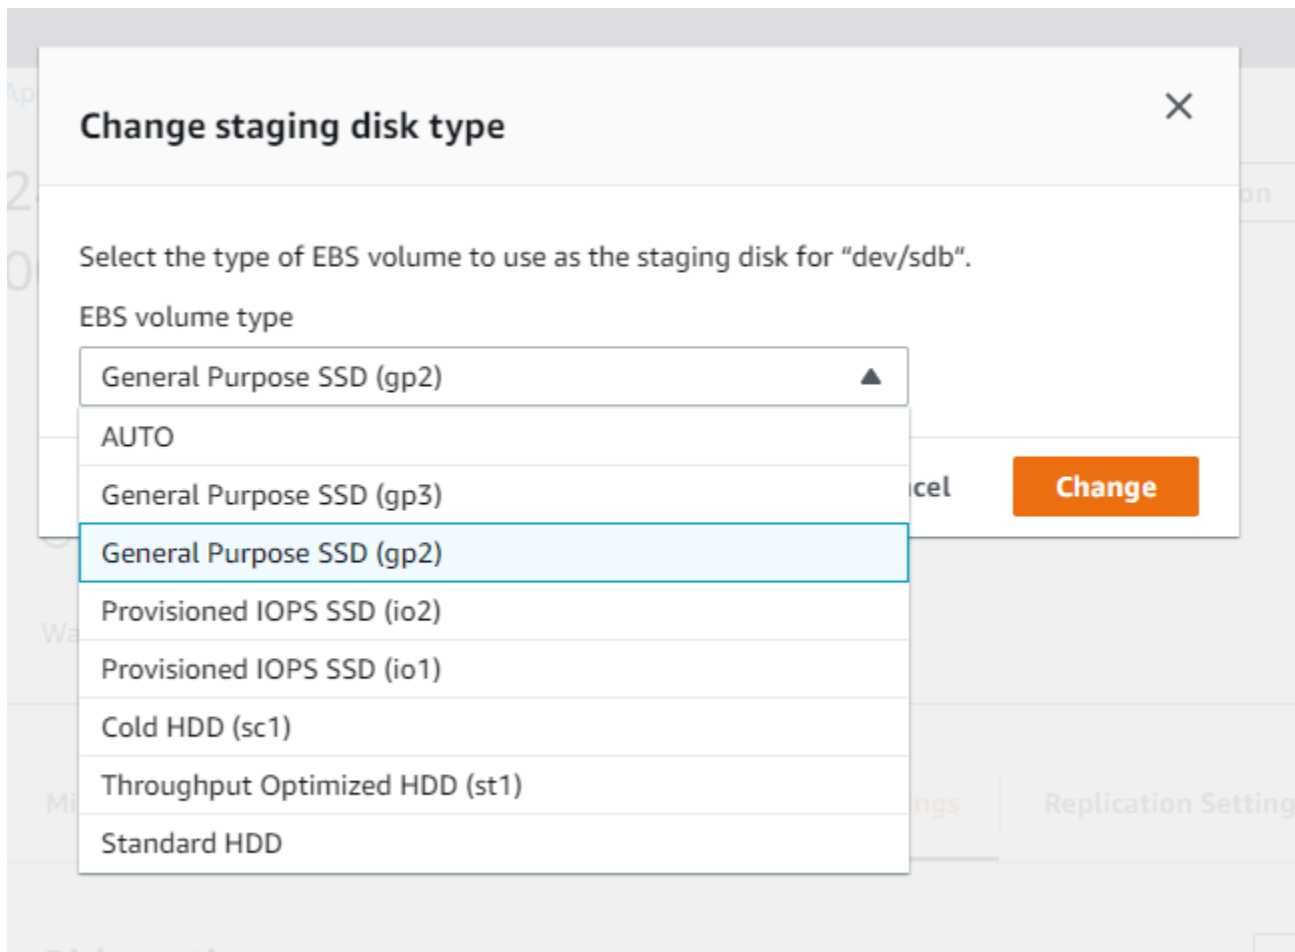 Change staging disk type
Select the type of EBS volume to use as the staging disk for “dev/sdb“.
EBS volume type
General Purpose SSD (gp2)
AUTO
General Purpose SSD (gp3)
General Purpose SSD (gp2)
Provisioned IOPS SSD (io2)
Provisioned IOPS SSD (io1)
Cold HDD (sc1)
Throughput Optimized HDD (st1)
Standard HDD
Change
Replication Setting